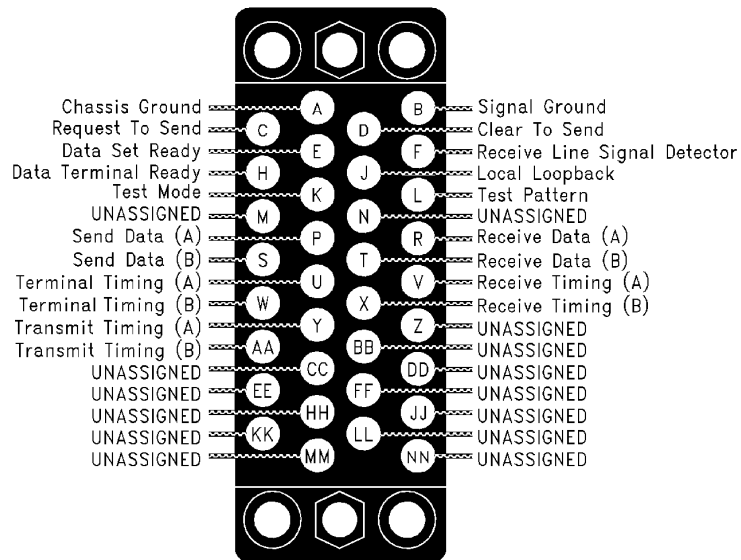 Chassis Ground A B Signal Ground
Request To Send C D Clear To Send
Data Set Ready E F Receive Line Signal Detector
Data Terminal Ready H J Local Loopback
Test Mode K L Test Pattern
UNASSIGNED M N UNASSIGNED
Send Data (A) P R Receive Data (A)
Send Data (B) S T Receive Data (B)
Terminal Timing (A) U V Receive Timing (A)
Terminal Timing (B) W X Receive Timing (B)
Transmit Timing (A) Y Z UNASSIGNED
Transmit Timing (B) AA BB UNASSIGNED
UNASSIGNED CC DD UNASSIGNED
UNASSIGNED EE FF UNASSIGNED
UNASSIGNED HH JJ UNASSIGNED
UNASSIGNED KK LL UNASSIGNED
UNASSIGNED MM NN UNASSIGNED